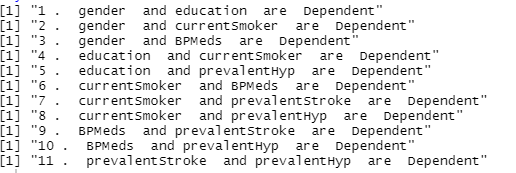 [1] "1 .  gender  and education  are  Dependent"
[1] "2 .  gender  and currentSmoker  are  Dependent"
[1] "3 .  gender  and BPMeds  are  Dependent"
[1] "4 .  education  and currentSmoker  are  Dependent"
[1] "5 .  education  and prevalentHyp  are  Dependent"
[1] "6 .  currentSmoker  and BPMeds  are  Dependent"
[1] "7 .  currentSmoker  and prevalentStroke  are  Dependent"
[1] "8 .  currentSmoker  and prevalentHyp  are  Dependent"
[1] "9 .  BPMeds  and prevalentStroke  are  Dependent"
[1] "10 .  BPMeds  and prevalentHyp  are  Dependent"
[1] "11 .  prevalentStroke  and prevalentHyp  are  Dependent"